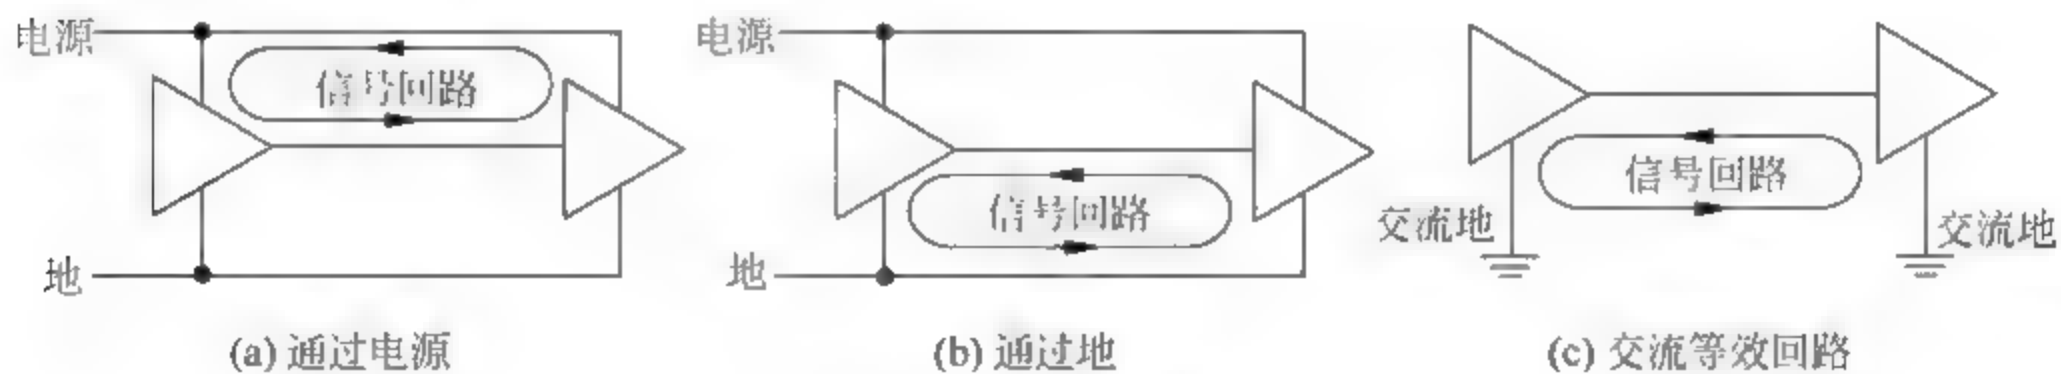 电源
信号回路
地
(a) 通过电源
电源
信号回路
地
(b) 通过地
信号回路
交流地
交流地
(c) 交流等效回路